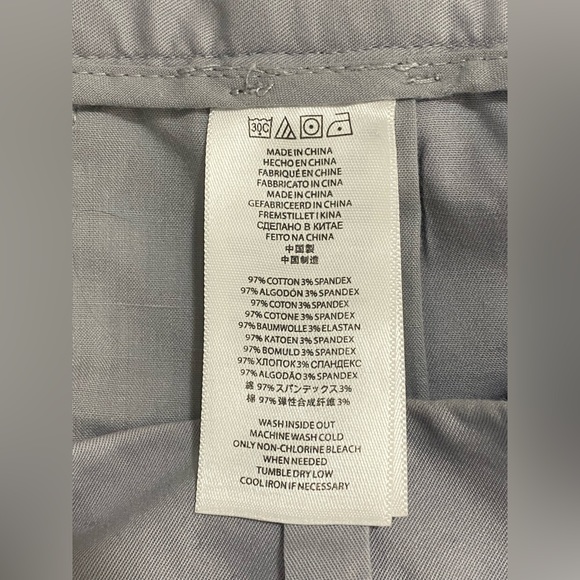 30C
MADE IN CHINA
HECHO EN CHINA
FABRIQUÉ EN CHINE
FABBRICATO IN CINA
MADE IN CHINA
GEFABRICEERD IN CHINA
FREMSTILLET I KINA
СДЕЛАНО В КИТАЕ
FEITO NA CHINA
中国製
中国制造
97% COTTON 3% SPANDEX
97% ALGODÓN 3% SPANDEX
97% COTON 3% SPANDEX
97% COTONE 3% SPANDEX
97% BAUMWOLLE 3% ELASTAN
97% KATOEN 3% SPANDEX
97% BOMULD 3% SPANDEX
97% ХЛОПОК 3% СПАНДЕКС
97% ALGODÃO 3% SPANDEX
綿 97% スパンデックス 3%
棉 97% 弹性合成纤维 3%
WASH INSIDE OUT
MACHINE WASH COLD
ONLY NON-CHLORINE BLEACH
WHEN NEEDED
TUMBLE DRY LOW
COOL IRON IF NECESSARY